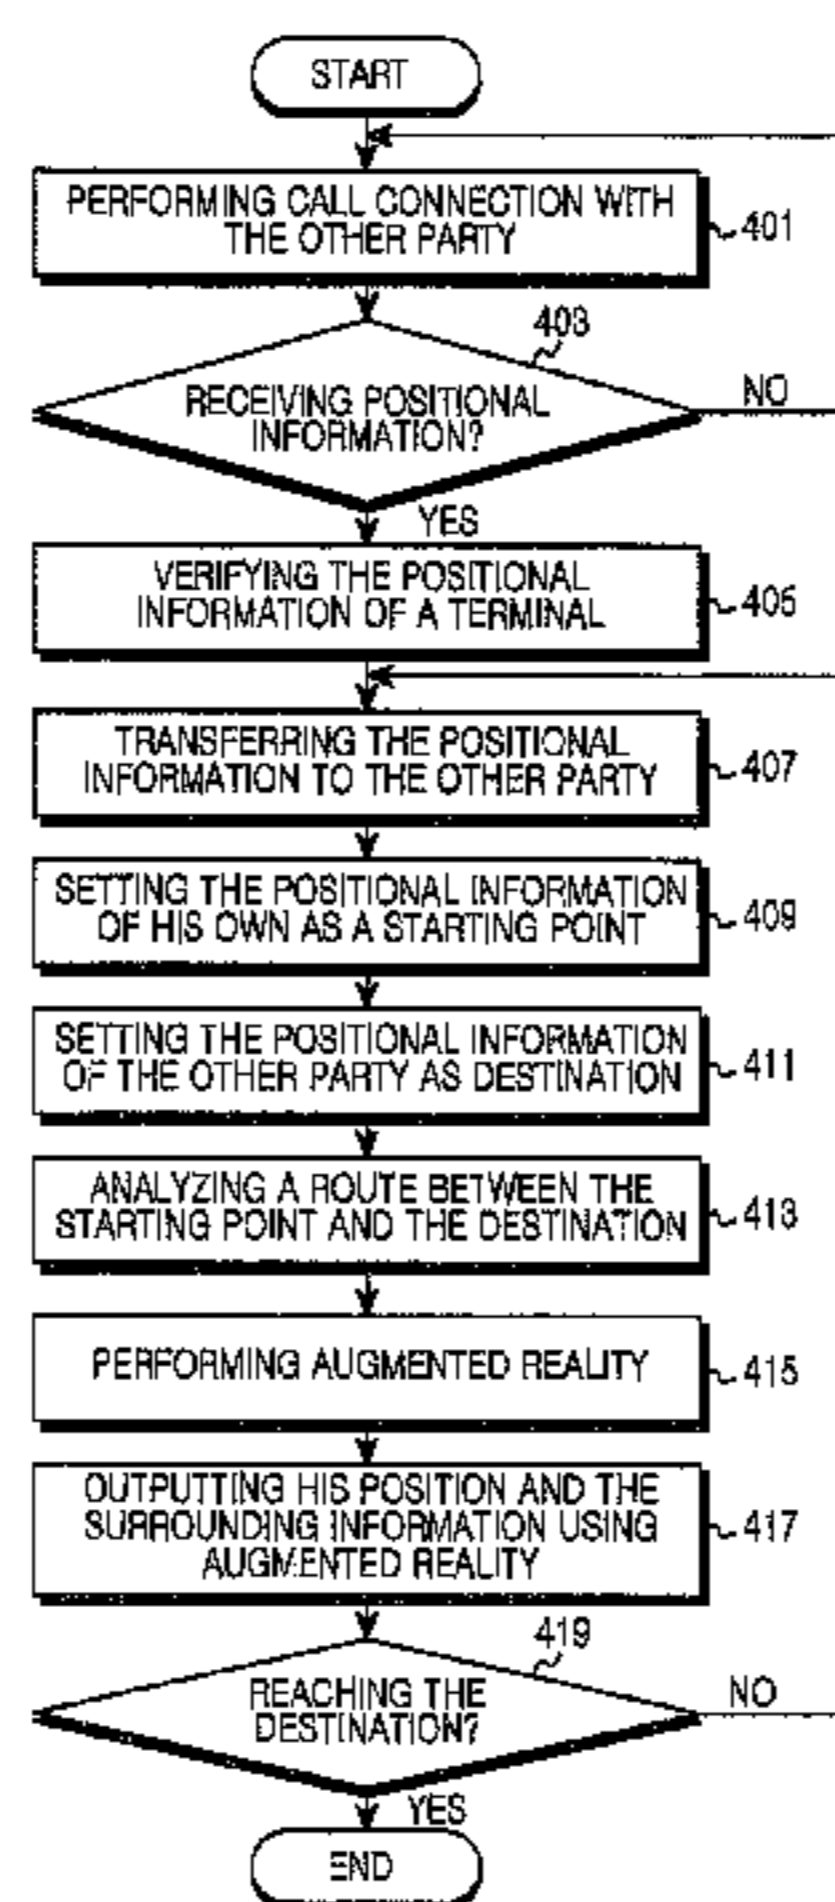 START
PERFORMING CALL CONNECTION WITH
THE OTHER PARTY
401
403
RECEIVING POSITIONAL
INFORMATION?
NO
YES
VERIFYING THE POSITIONAL
INFORMATION OF A TERMINAL
405
TRANSFERRING THE POSITIONAL
INFORMATION TO THE OTHER PARTY
407
SETTING THE POSITIONAL INFORMATION
OF HIS OWN AS A STARTING POINT
409
SETTING THE POSITIONAL INFORMATION
OF THE OTHER PARTY AS DESTINATION
411
ANALYZING A ROUTE BETWEEN THE
STARTING POINT AND THE DESTINATION
413
PERFORMING AUGMENTED REALITY
415
OUTPUTTING HIS POSITION AND THE
SURROUNDING INFORMATION USING
AUGMENTED REALITY
417
419
REACHING THE
DESTINATION?
NO
YES
END